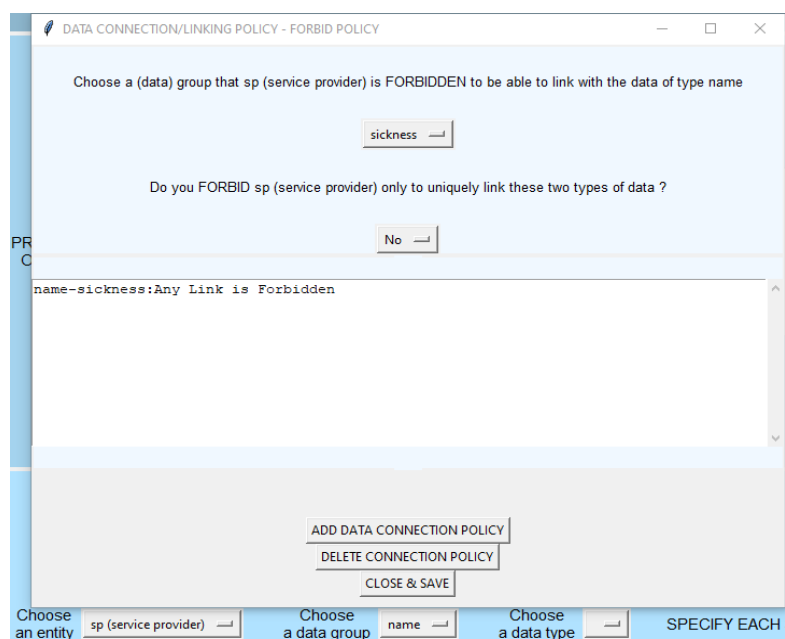 DATA CONNECTION/LINKING POLICY - FORBID POLICY
Choose a (data) group that sp (service provider) is FORBIDDEN to be able to link with the data of type name
sickness
Do you FORBID sp (service provider) only to uniquely link these two types of data ?
No
PR
C
name-sickness:Any Link is Forbidden
ADD DATA CONNECTION POLICY
DELETE CONNECTION POLICY
CLOSE & SAVE
Choose
an entity
sp (service provider)
Choose
a data group
name
Choose
a data type
SPECIFY EACH